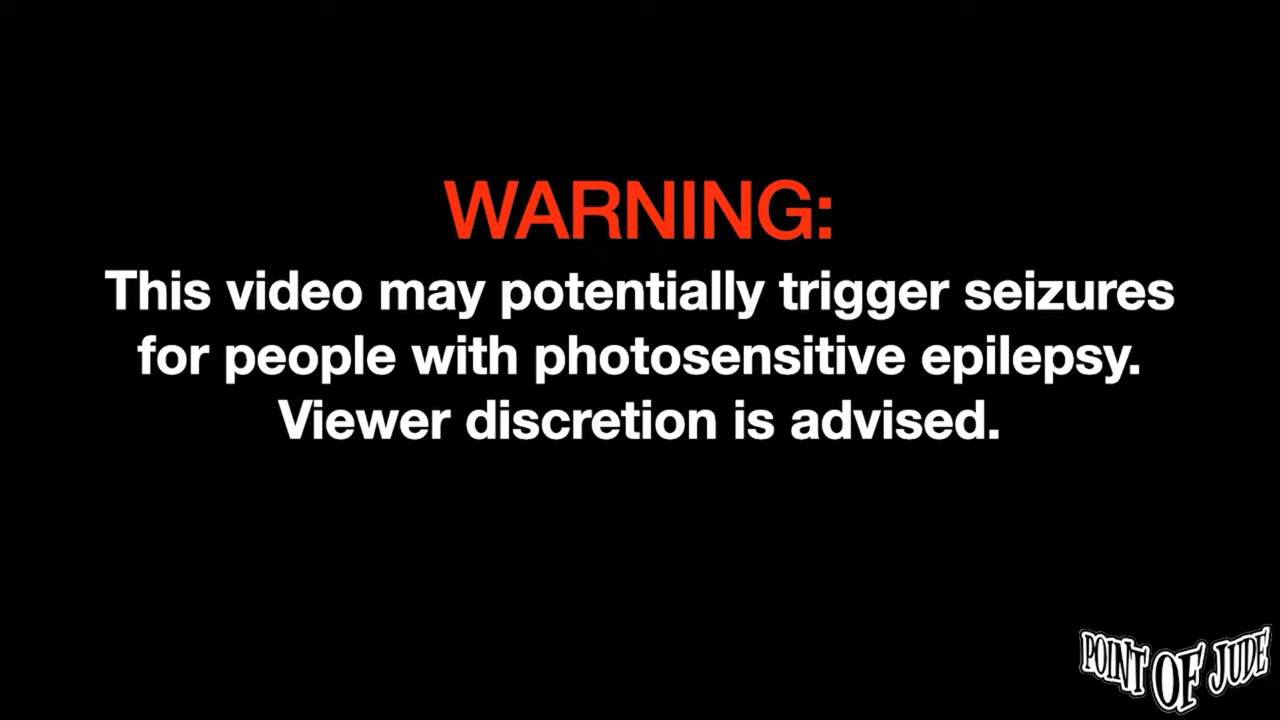 WARNING:
This video may potentially trigger seizures
for people with photosensitive epilepsy.
Viewer discretion is advised.
POINT OF JUDE